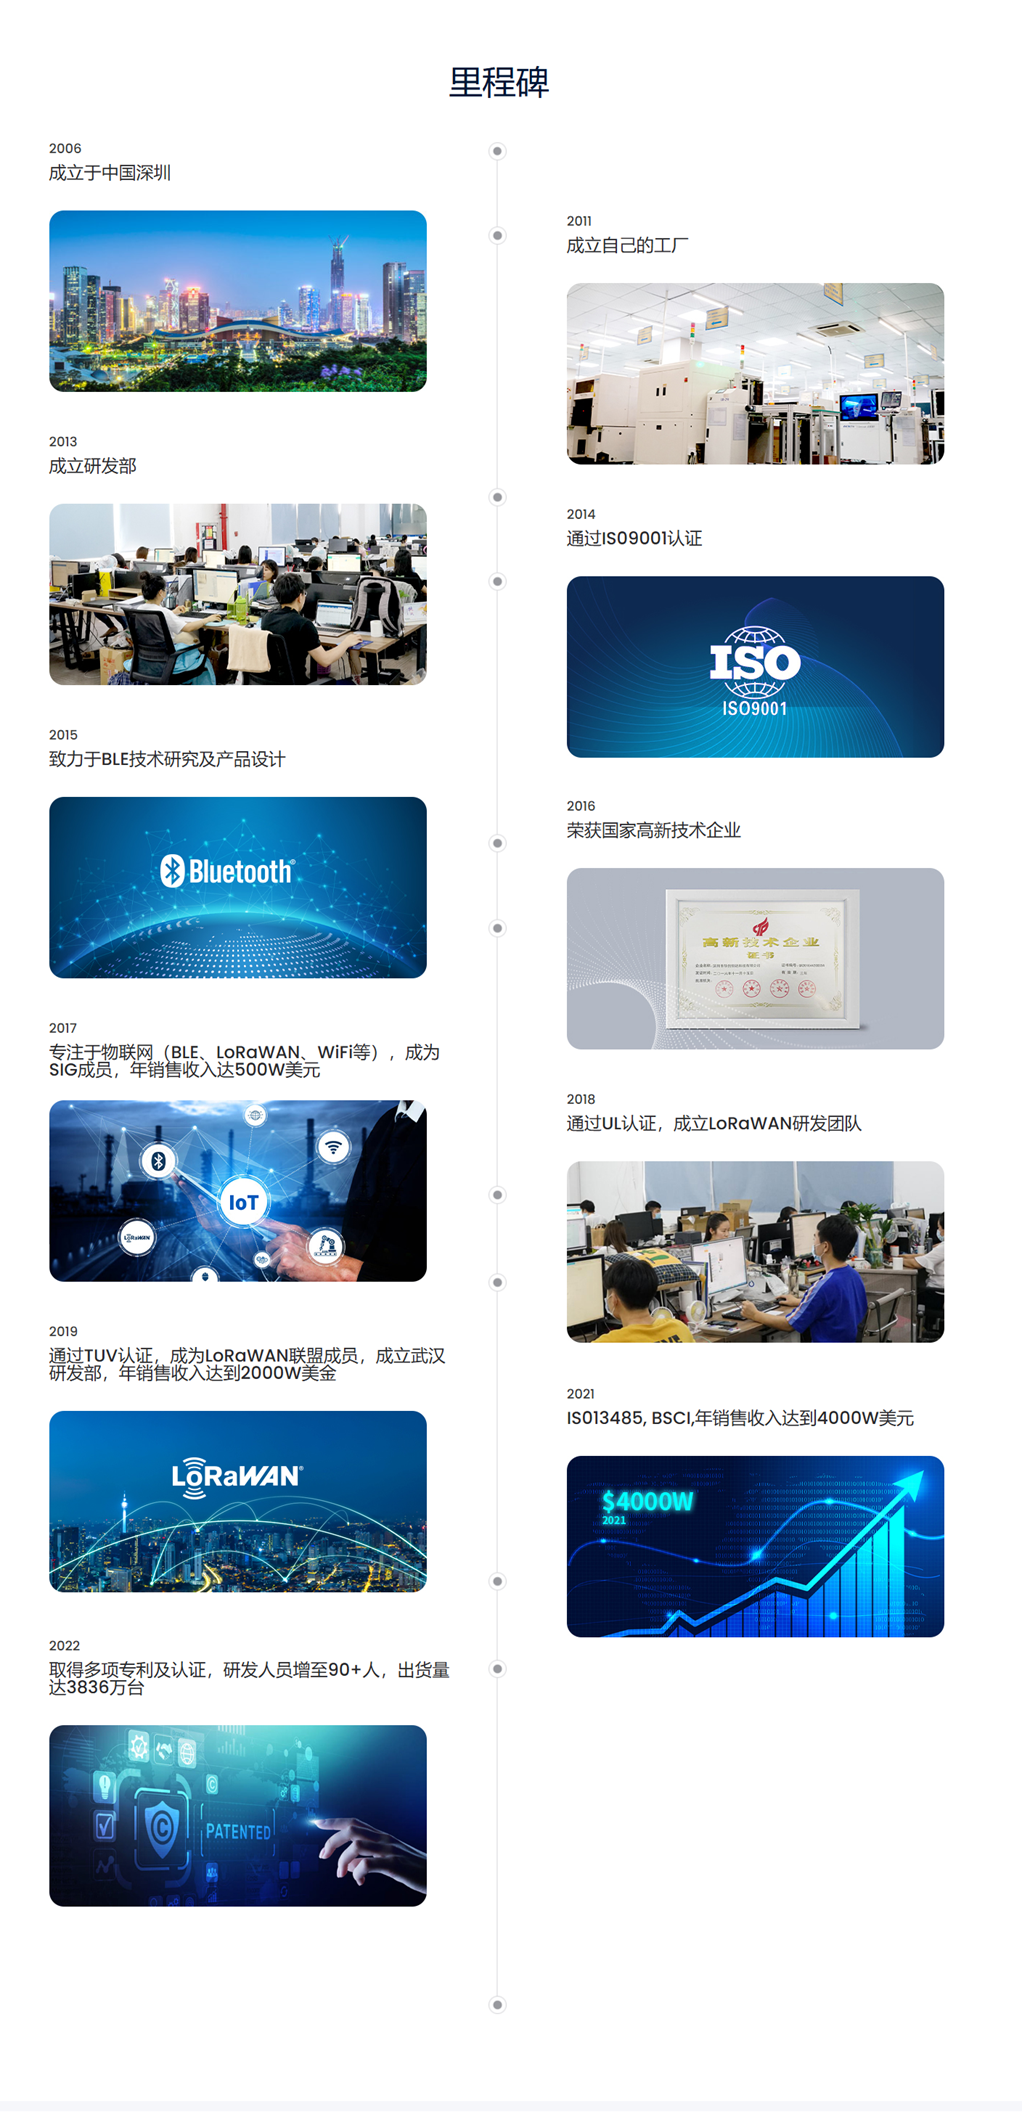 里程碑
2006
成立于中国深圳
2011
成立自己的工厂
2013
成立研发部
2014
通过IS09001认证
ISO
ISO9001
2015
致力于BLE技术研究及产品设计
Bluetooth®
2016
荣获国家高新技术企业
高新技术企业
证书
2017
专注于物联网（BLE、LoRaWAN、WiFi等），成为
SIG成员，年销售收入达500W美元
IoT
LoRaWAN
2018
通过UL认证，成立LoRaWAN研发团队
2019
通过TUV认证，成为LoRaWAN联盟成员，成立武汉
研发部，年销售收入达到2000W美金
LoRaWAN®
2021
IS013485, BSCI,年销售收入达到4000W美元
$4000W
2021
2022
取得多项专利及认证，研发人员增至90+人，出货量
达3836万台
PATENTED